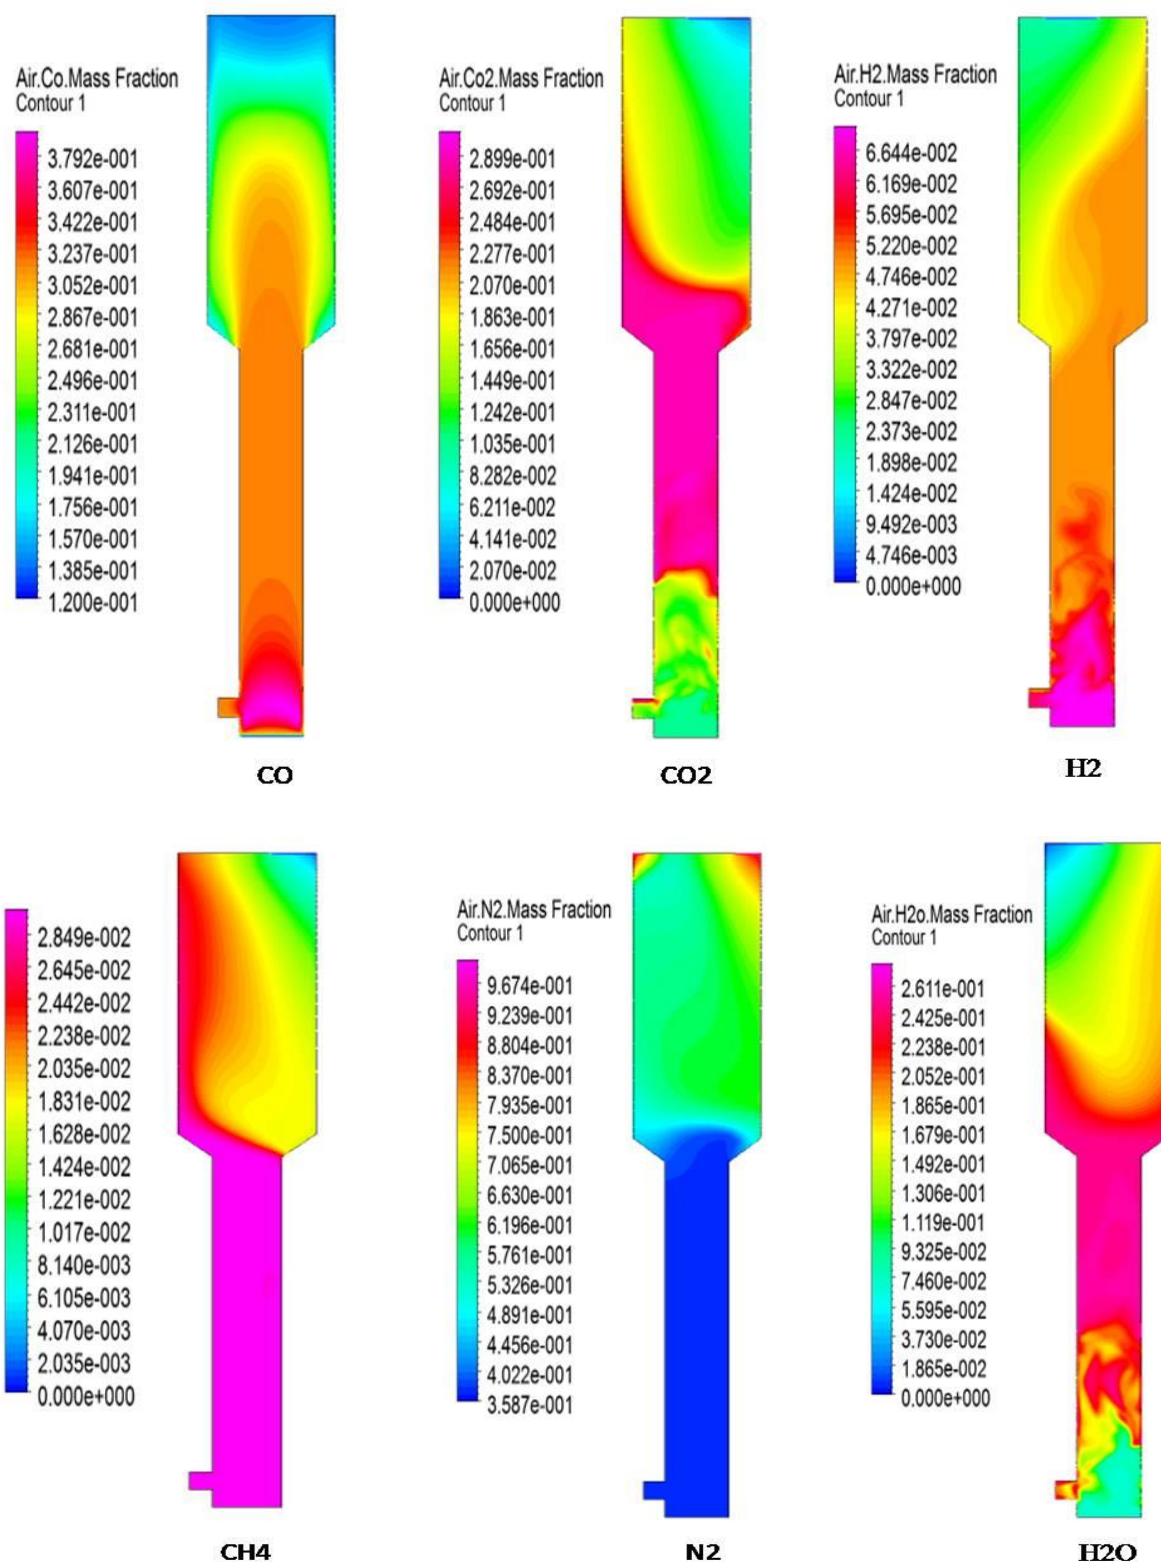 Air.Co.Mass Fraction
Contour 1
3.792e-001
3.607e-001
3.422e-001
3.237e-001
3.052e-001
2.867e-001
2.681e-001
2.496e-001
2.311e-001
2.126e-001
1.941e-001
1.756e-001
1.570e-001
1.385e-001
1.200e-001
CO
Air.Co2.Mass Fraction
Contour 1
2.899e-001
2.692e-001
2.484e-001
2.277e-001
2.070e-001
1.863e-001
1.656e-001
1.449e-001
1.242e-001
1.035e-001
8.282e-002
6.211e-002
4.141e-002
2.070e-002
0.000e+000
CO2
Air.H2.Mass Fraction
Contour 1
6.644e-002
6.169e-002
5.695e-002
5.220e-002
4.746e-002
4.271e-002
3.797e-002
3.322e-002
2.847e-002
2.373e-002
1.898e-002
1.424e-002
9.492e-003
4.746e-003
0.000e+000
H2
2.849e-002
2.645e-002
2.442e-002
2.238e-002
2.035e-002
1.831e-002
1.628e-002
1.424e-002
1.221e-002
1.017e-002
8.140e-003
6.105e-003
4.070e-003
2.035e-003
0.000e+000
CH4
Air.N2.Mass Fraction
Contour 1
9.674e-001
9.239e-001
8.804e-001
8.370e-001
7.935e-001
7.500e-001
7.065e-001
6.630e-001
6.196e-001
5.761e-001
5.326e-001
4.891e-001
4.456e-001
4.022e-001
3.587e-001
N2
Air.H2o.Mass Fraction
Contour 1
2.611e-001
2.425e-001
2.238e-001
2.052e-001
1.865e-001
1.679e-001
1.492e-001
1.306e-001
1.119e-001
9.325e-002
7.460e-002
5.595e-002
3.730e-002
1.865e-002
0.000e+000
H2O